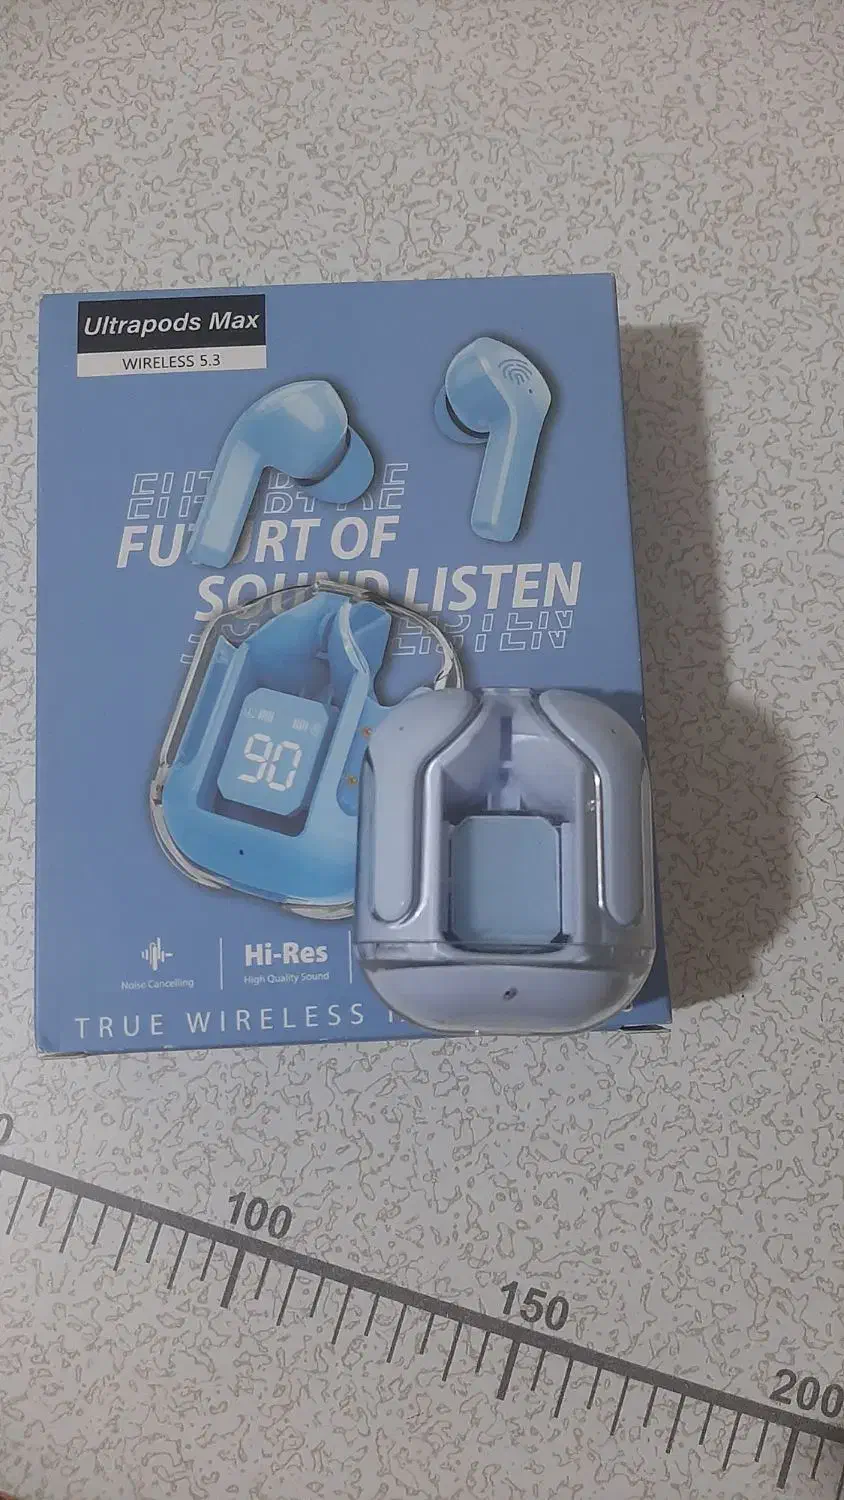 Ultrapods Max
WIRELESS 5.3
FUTURT OF
SOUND LISTEN
90
Hi-Res
Noise Cancelling
High Quality Sound
TRUE WIRELESS
100
150
200